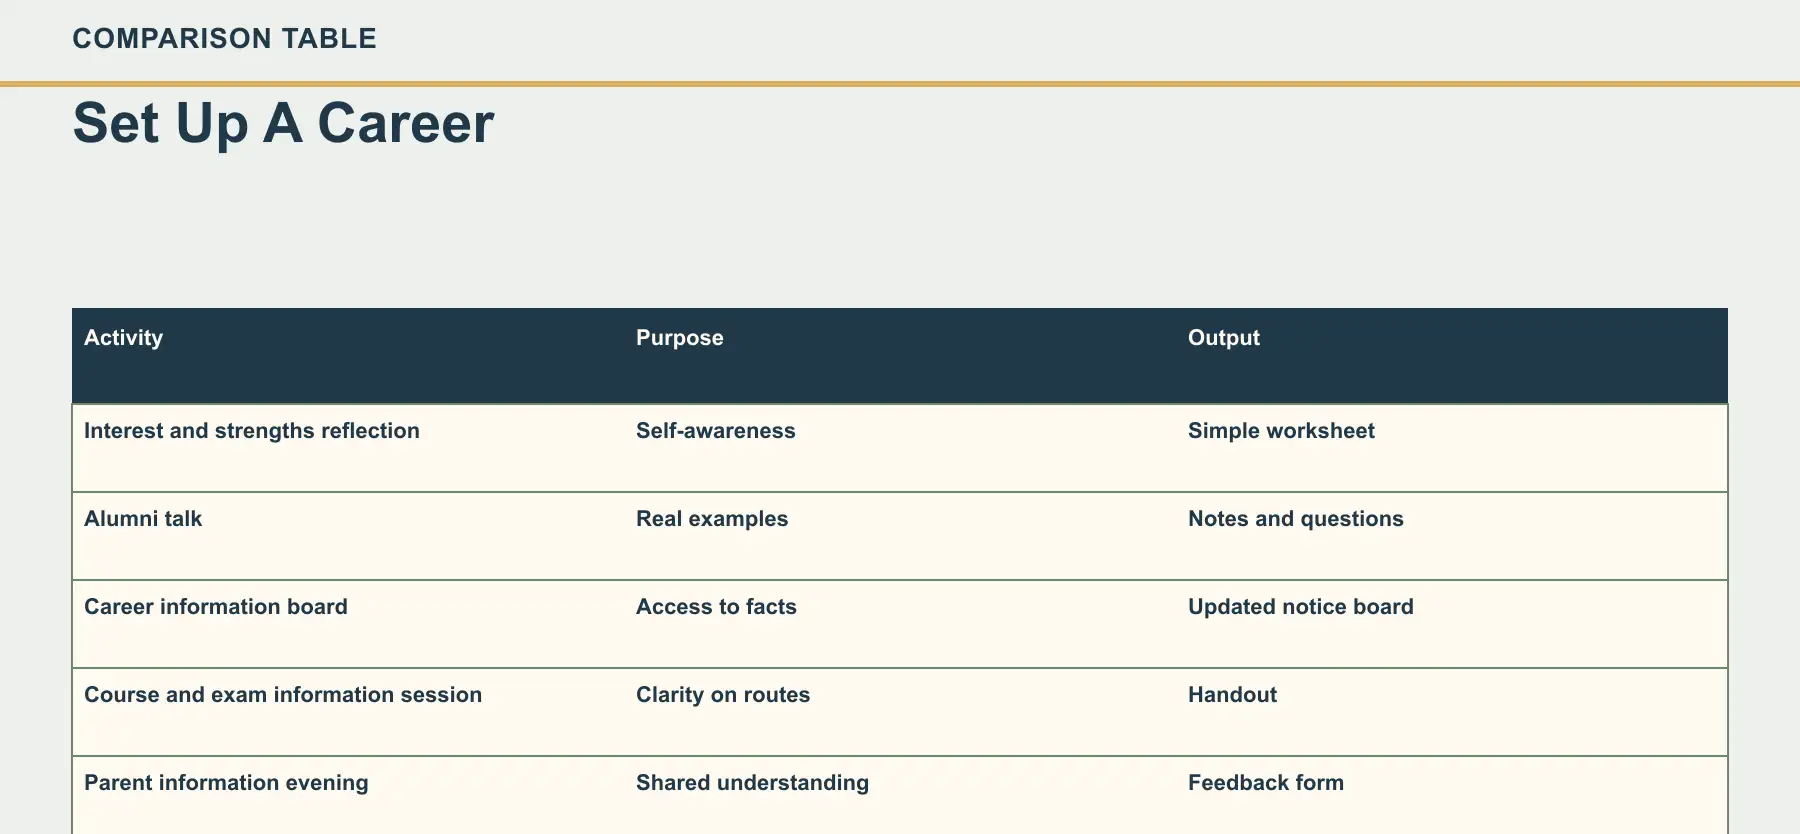 COMPARISON TABLE
Set Up A Career
Activity Purpose Output
Interest and strengths reflection Self-awareness Simple worksheet
Alumni talk Real examples Notes and questions
Career information board Access to facts Updated notice board
Course and exam information session Clarity on routes Handout
Parent information evening Shared understanding Feedback form